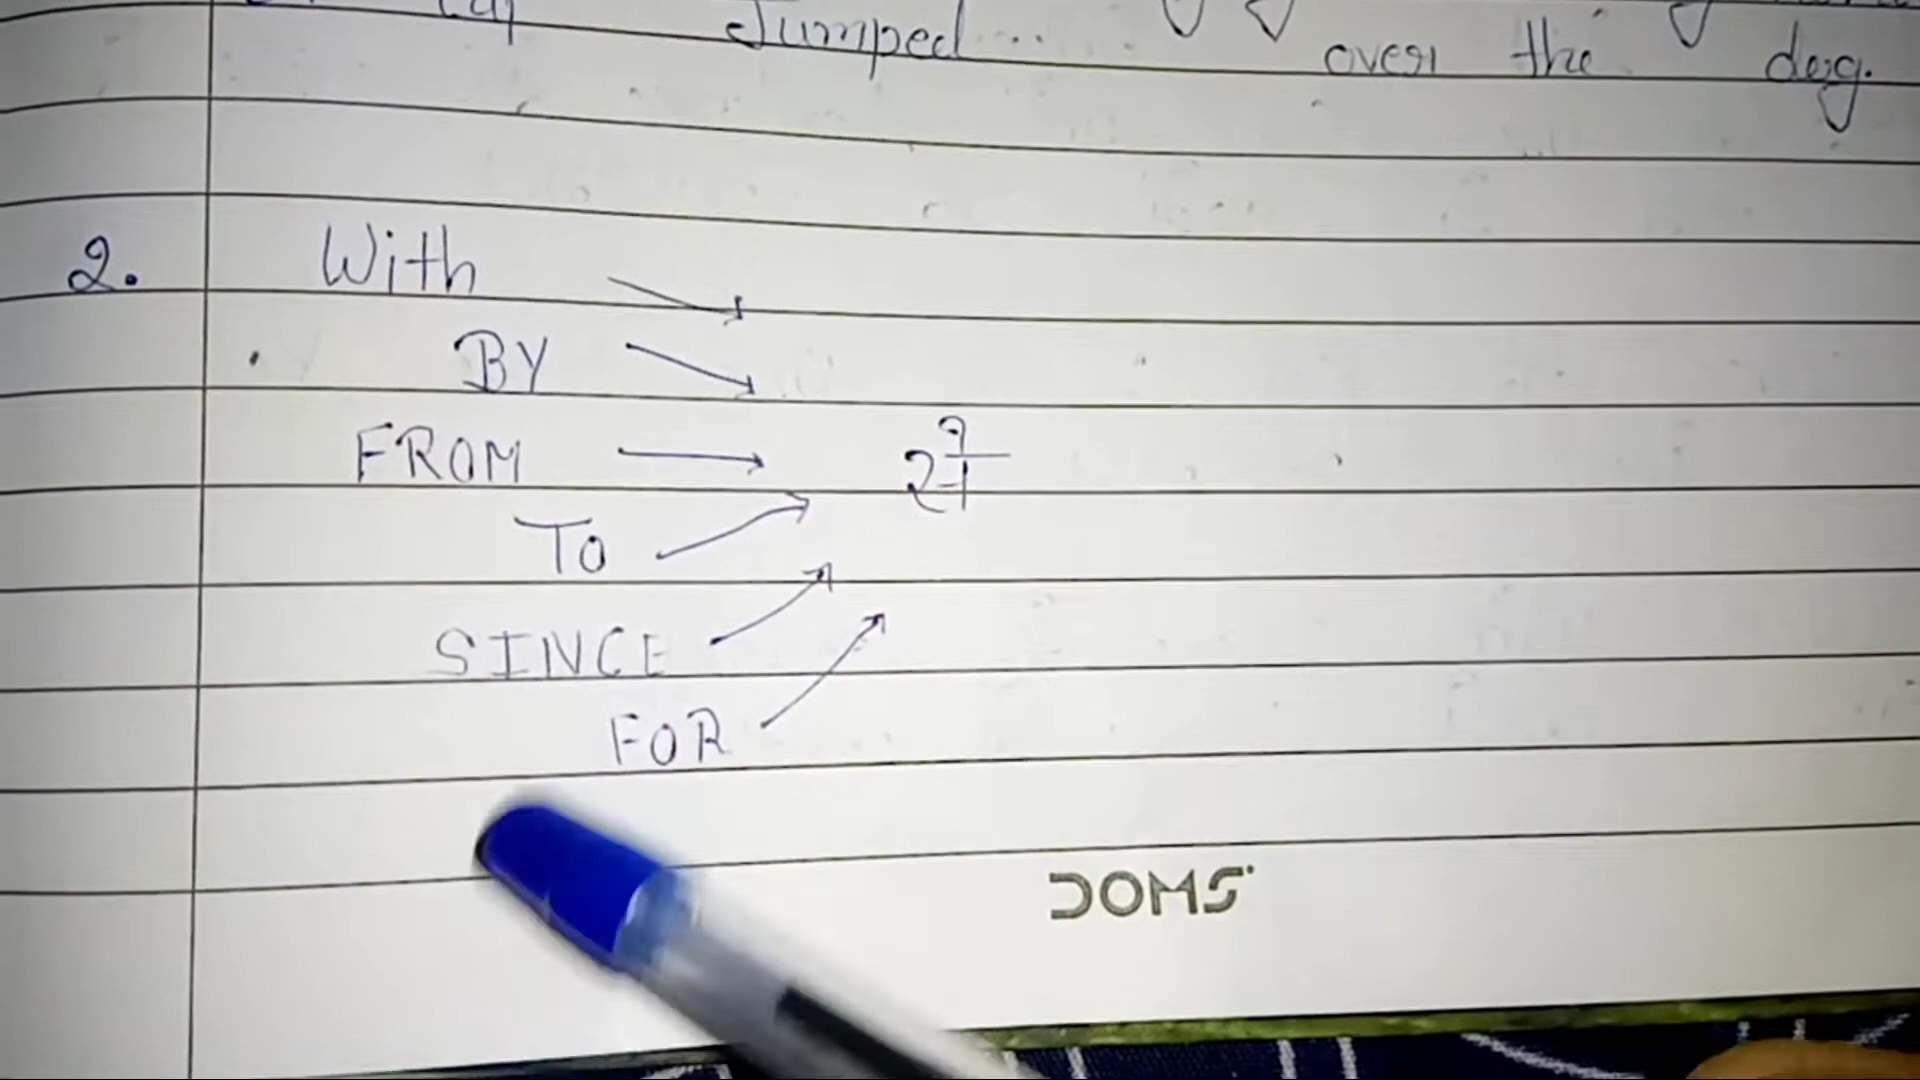 Jumped... over the dog.
2. With
BY
FROM से
TO
SINCE
FOR
DOMS